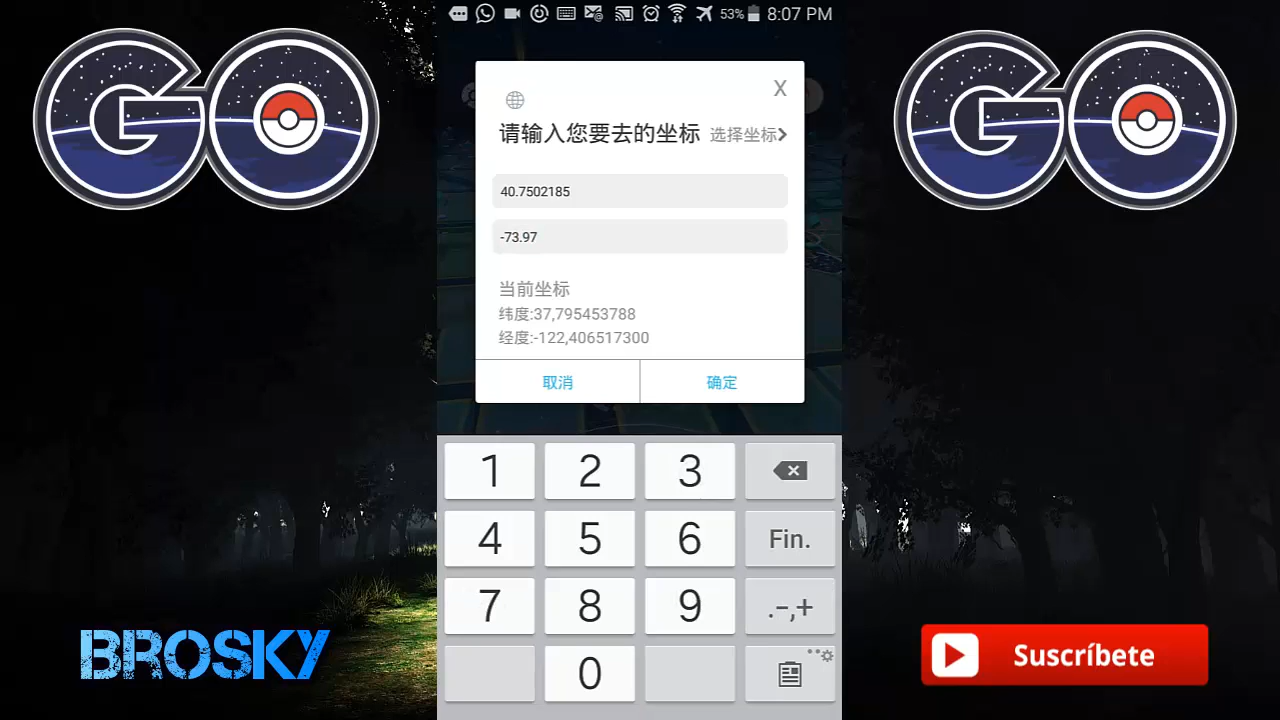 53% 8:07 PM
GO
GO
X
请输入您要去的坐标 选择坐标>
40.7502185
-73.97
当前坐标
纬度:37,795453788
经度:-122,406517300
取消 确定
1 2 3
4 5 6 Fin.
7 8 9 .-,+
0
BROSKY
Suscríbete